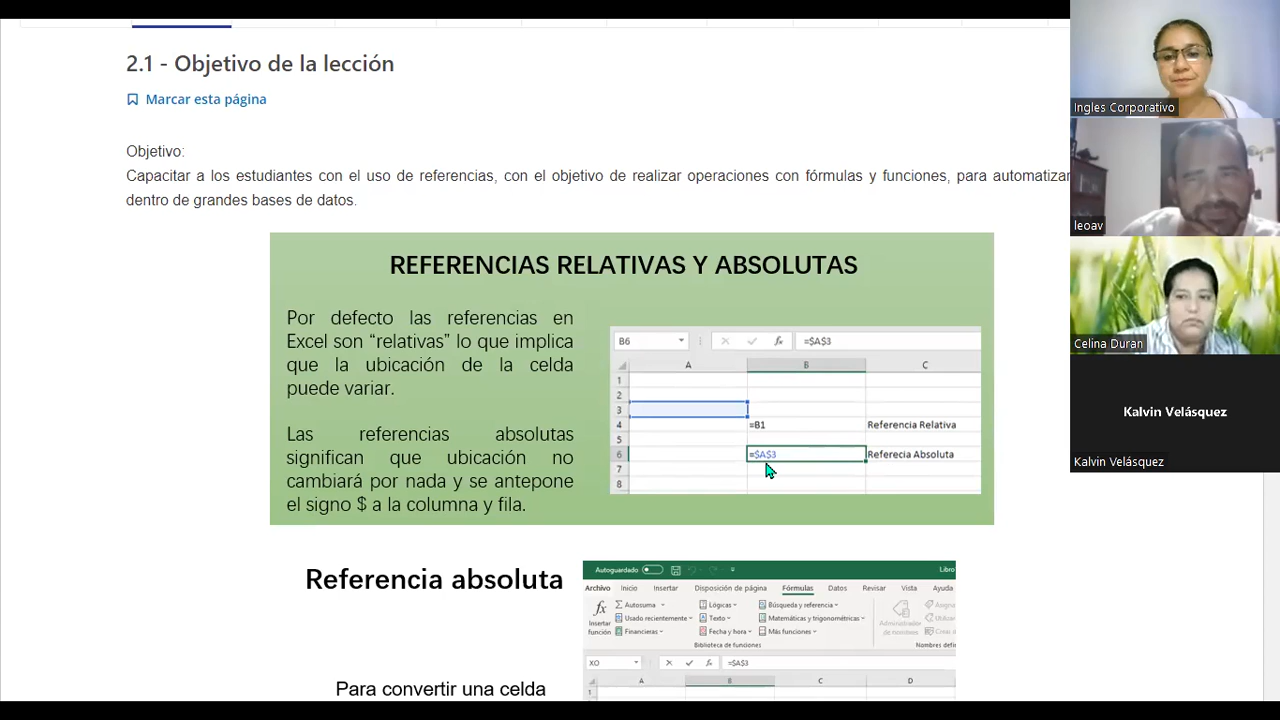 2.1 - Objetivo de la lección
Marcar esta página
Objetivo:
Capacitar a los estudiantes con el uso de referencias, con el objetivo de realizar operaciones con fórmulas y funciones, para automatizar
dentro de grandes bases de datos.
REFERENCIAS RELATIVAS Y ABSOLUTAS
Por defecto las referencias en
Excel son “relativas” lo que implica
que la ubicación de la celda
puede variar.
Las referencias absolutas
significan que ubicación no
cambiará por nada y se antepone
el signo $ a la columna y fila.
B6 fx =$A$3
A B C
1
2
3
4 =B1 Referencia Relativa
5
6 =$A$3 Referecia Absoluta
7
8
Referencia absoluta
Para convertir una celda
Autoguardado Libro
Archivo Inicio Insertar Disposición de página Fórmulas Datos Revisar Vista Ayuda
fx Insertar función
Autosuma Lógicas Búsqueda y referencia
Usado recientemente Texto Matemáticas y trigonométricas
Financieras Fecha y hora Más funciones
Administrador de nombres
Biblioteca de funciones
XO fx =$A$3
A B C D
1
Ingles Corporativo
leoav
Celina Duran
Kalvin Velásquez
Kalvin Velásquez